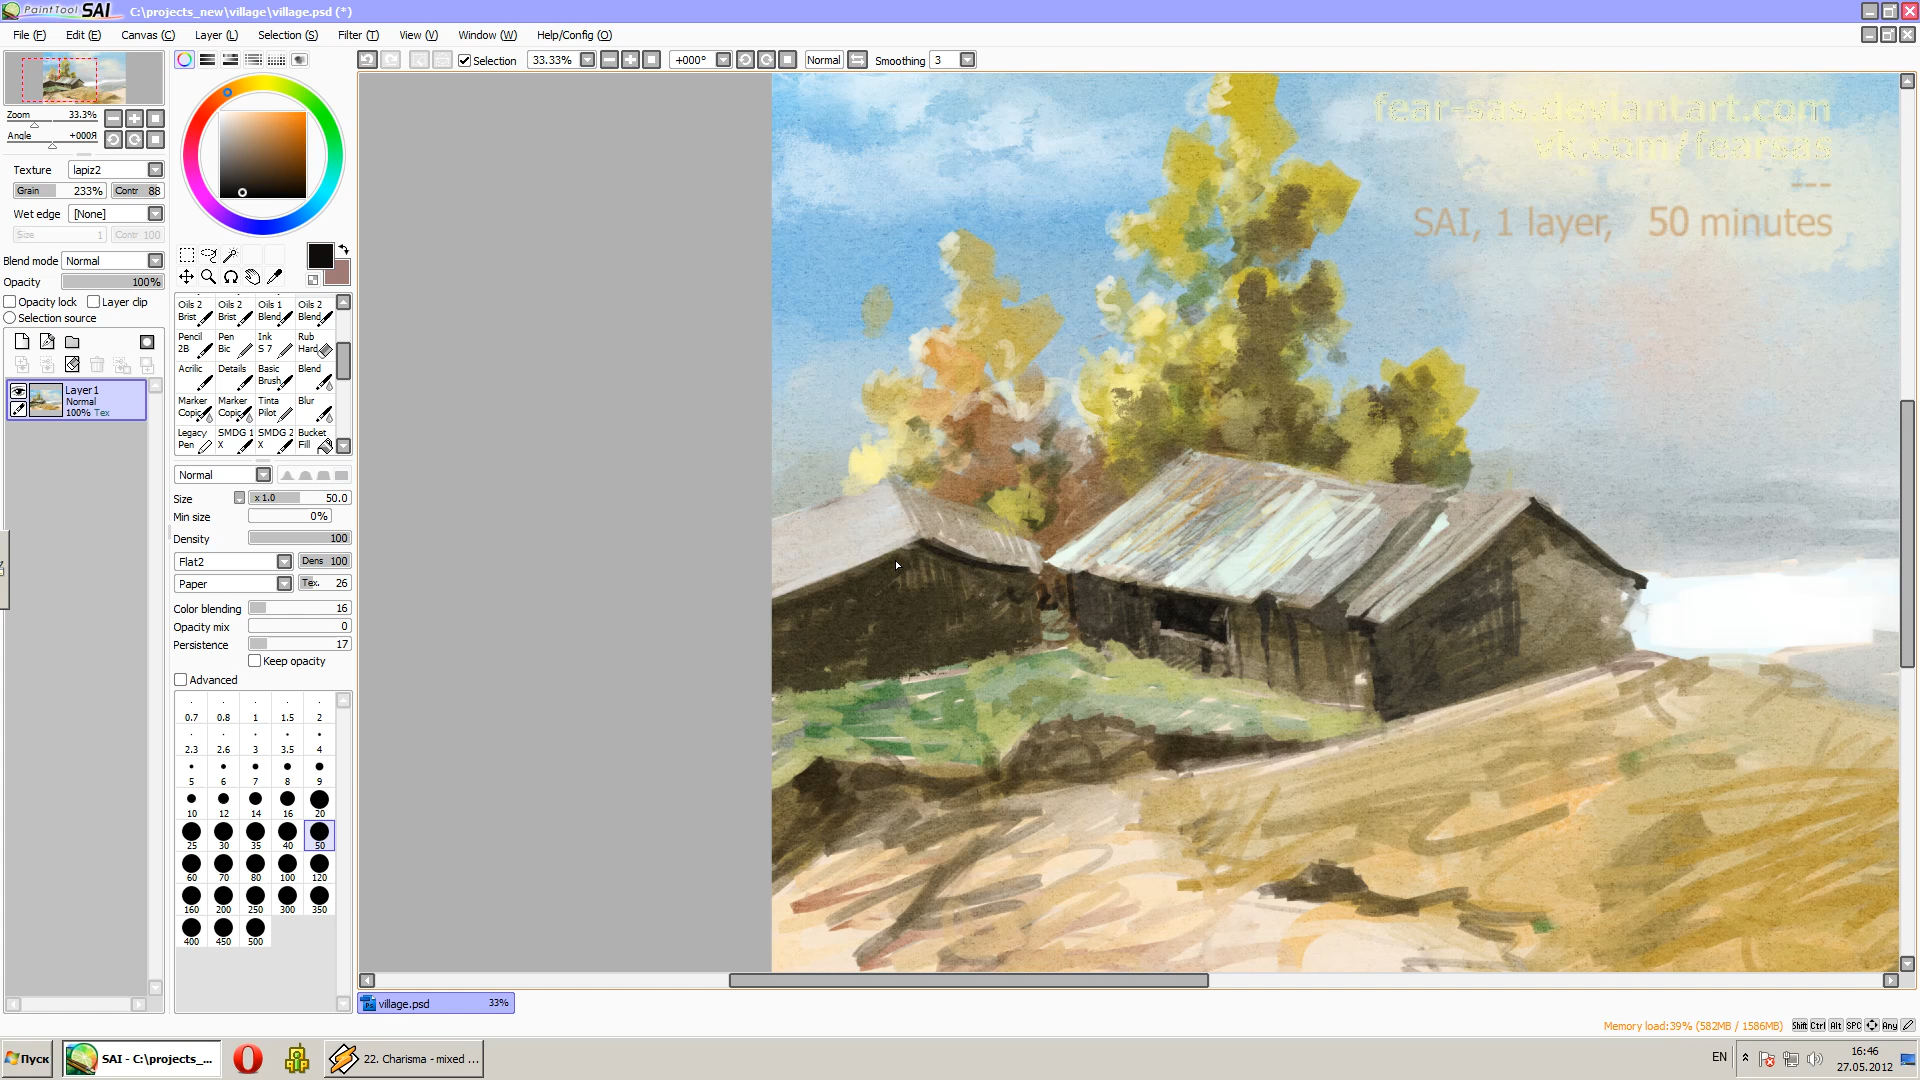 PaintTool SAI C:\projects_new\village\village.psd (*)
File (F) Edit (E) Canvas (C) Layer (L) Selection (S) Filter (T) View (V) Window (W) Help/Config (O)
Selection 33.33% +000° Normal Smoothing 3
Zoom 33.3%
Angle +000Я
Texture lapiz2
Grain 233% Contr 88
Wet edge [None]
Size 1 Contr 100
Blend mode Normal
Opacity 100%
Opacity lock Layer clip
Selection source
Layer1
Normal
100% Tex
Oils 2 Oils 2 Oils 1 Oils 2
Brist Brist Blend Blend
Pencil Pen Ink Rub
2B Bic S 7 Hard
Acrilic Details Basic Blend
Brush
Marker Marker Tinta Blur
Copic Copic Pilot
Legacy SMDG 1 SMDG 2 Bucket
Pen X X Fill
Normal
Size x 1.0 50.0
Min size 0%
Density 100
Flat2 Dens 100
Paper Tex. 26
Color blending 16
Opacity mix 0
Persistence 17
Keep opacity
Advanced
0.7 0.8 1 1.5 2
2.3 2.6 3 3.5 4
5 6 7 8 9
10 12 14 16 20
25 30 35 40 50
60 70 80 100 120
160 200 250 300 350
400 450 500
fear-sas.deviantart.com
vk.com/fearsas
---
SAI, 1 layer, 50 minutes
village.psd 33%
Memory load:39% (582MB / 1586MB) Shift Ctrl Alt SPC Any
Пуск SAI - C:\projects_... 22. Charisma - mixed ... EN 16:46
27.05.2012